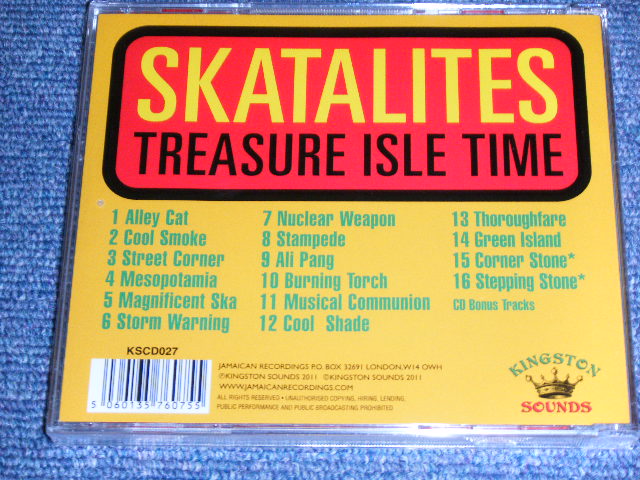 SKATALITES
TREASURE ISLE TIME
1 Alley Cat
2 Cool Smoke
3 Street Corner
4 Mesopotamia
5 Magnificent Ska
6 Storm Warning
7 Nuclear Weapon
8 Stampede
9 Ali Pang
10 Burning Torch
11 Musical Communion
12 Cool Shade
13 Thoroughfare
14 Green Island
15 Corner Stone*
16 Stepping Stone*
CD Bonus Tracks
KSCD027
5 060135 760755
JAMAICAN RECORDINGS P.O. BOX 32691 LONDON, W14 OWH
℗KINGSTON SOUNDS 2011 ©KINGSTON SOUNDS 2011
WWW.JAMAICANRECORDINGS.COM
ALL RIGHTS RESERVED • UNAUTHORISED COPYING, HIRING, LENDING,
PUBLIC PERFORMANCE AND PUBLIC BROADCASTING PROHIBITED
KINGSTON
SOUNDS